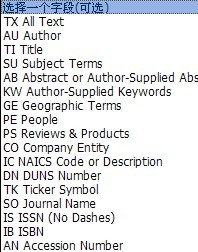 选择一个字段(可选)
TX All Text
AU Author
TI Title
SU Subject Terms
AB Abstract or Author-Supplied Abs
KW Author-Supplied Keywords
GE Geographic Terms
PE People
PS Reviews & Products
CO Company Entity
IC NAICS Code or Description
DN DUNS Number
TK Ticker Symbol
SO Journal Name
IS ISSN (No Dashes)
IB ISBN
AN Accession Number